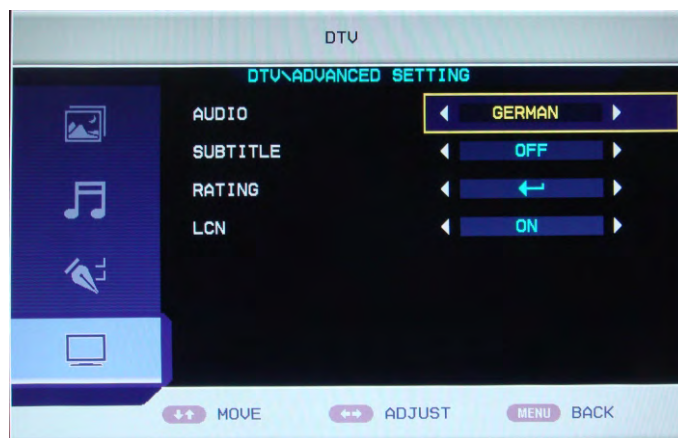 DTV
DTV\ADVANCED SETTING
AUDIO GERMAN
SUBTITLE OFF
RATING
LCN ON
MOVE ADJUST MENU BACK